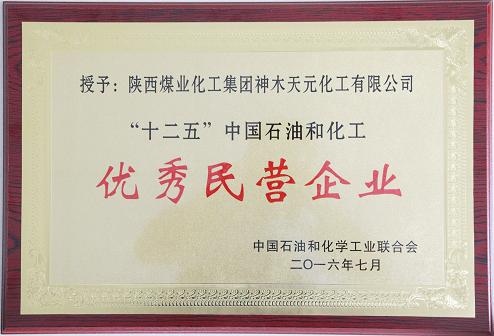 授予：陕西煤业化工集团神木天元化工有限公司
“十二五”中国石油和化工
优秀民营企业
中国石油和化学工业联合会
二〇一六年七月